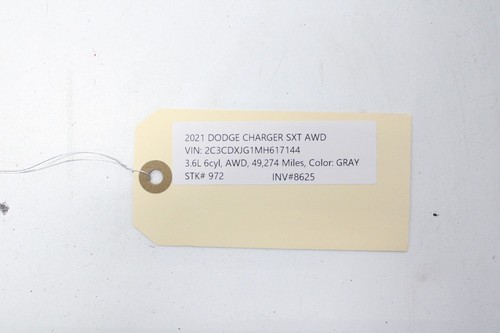 2021 DODGE CHARGER SXT AWD
VIN: 2C3CDXJG1MH617144
3.6L 6cyl, AWD, 49,274 Miles, Color: GRAY
STK# 972 INV#8625